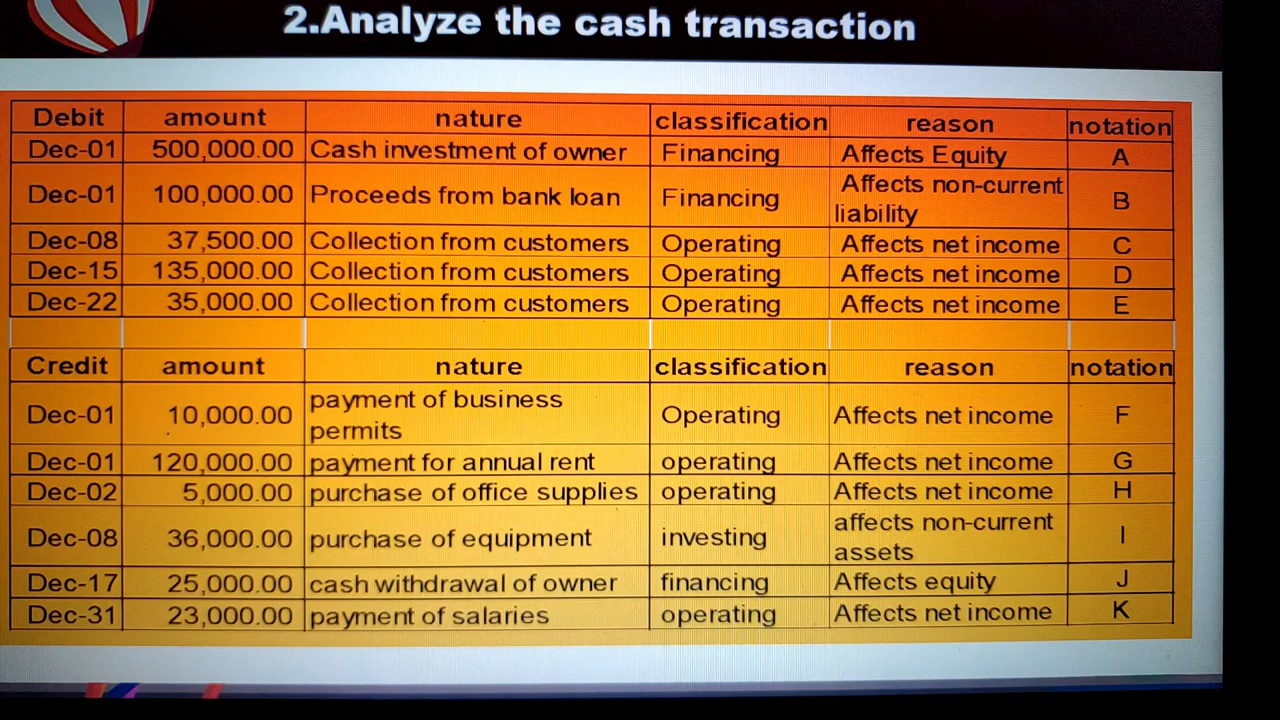 2.Analyze the cash transaction
Debit amount nature classification reason notation
Dec-01 500,000.00 Cash investment of owner Financing Affects Equity A
Dec-01 100,000.00 Proceeds from bank loan Financing Affects non-current liability B
Dec-08 37,500.00 Collection from customers Operating Affects net income C
Dec-15 135,000.00 Collection from customers Operating Affects net income D
Dec-22 35,000.00 Collection from customers Operating Affects net income E
Credit amount nature classification reason notation
Dec-01 10,000.00 payment of business permits Operating Affects net income F
Dec-01 120,000.00 payment for annual rent operating Affects net income G
Dec-02 5,000.00 purchase of office supplies operating Affects net income H
Dec-08 36,000.00 purchase of equipment investing affects non-current assets I
Dec-17 25,000.00 cash withdrawal of owner financing Affects equity J
Dec-31 23,000.00 payment of salaries operating Affects net income K